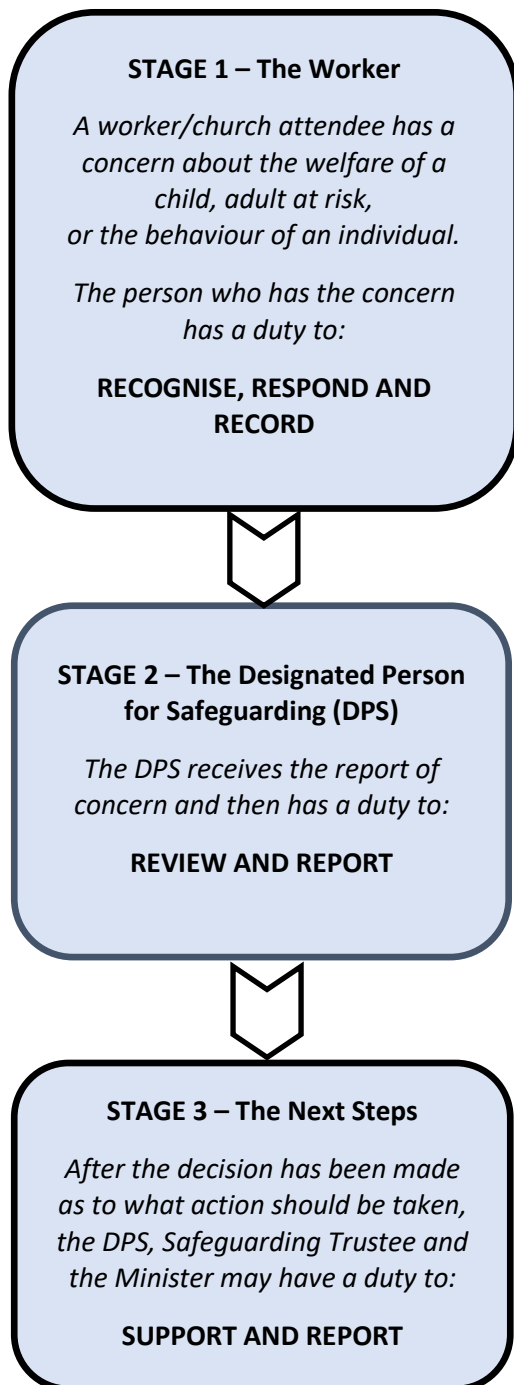 STAGE 1 – The Worker
A worker/church attendee has a
concern about the welfare of a
child, adult at risk,
or the behaviour of an individual.
The person who has the concern
has a duty to:
RECOGNISE, RESPOND AND
RECORD
STAGE 2 – The Designated Person
for Safeguarding (DPS)
The DPS receives the report of
concern and then has a duty to:
REVIEW AND REPORT
STAGE 3 – The Next Steps
After the decision has been made
as to what action should be taken,
the DPS, Safeguarding Trustee and
the Minister may have a duty to:
SUPPORT AND REPORT